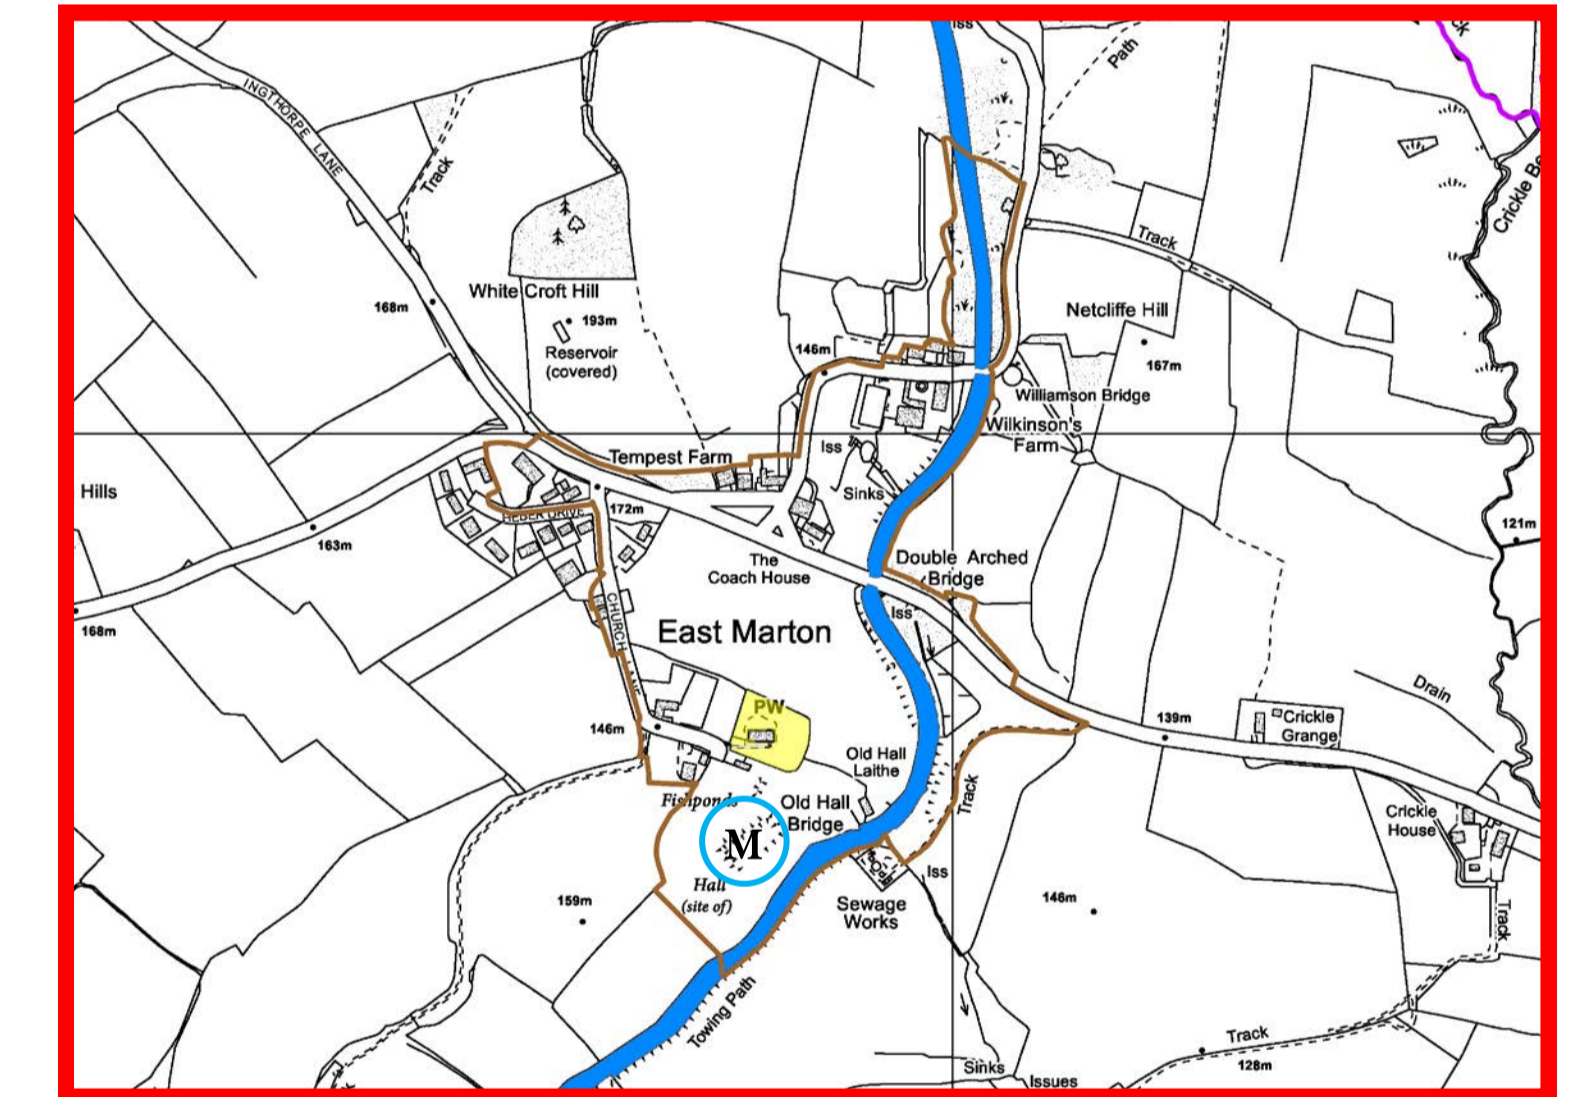 Iss
Path
INGTHORPE LANE
Track
Crickle Be
Track
White Croft Hill
168m
193m
Netcliffe Hill
Reservoir
(covered)
146m
167m
Williamson Bridge
Wilkinson's
Farm
Iss
Tempest Farm
Hills
Sinks
172m
HEBER DRIVE
121m
163m
The
Coach House
Double Arched
Bridge
168m
CHURCH LANE
East Marton
Iss
Drain
PW
146m
139m
Crickle
Grange
Old Hall
Laithe
Fishponds
Old Hall
Bridge
Track
Crickle
House
M
Hall
(site of)
Iss
159m
Sewage
Works
146m
Track
Towing Path
Track
128m
Sinks
Issues